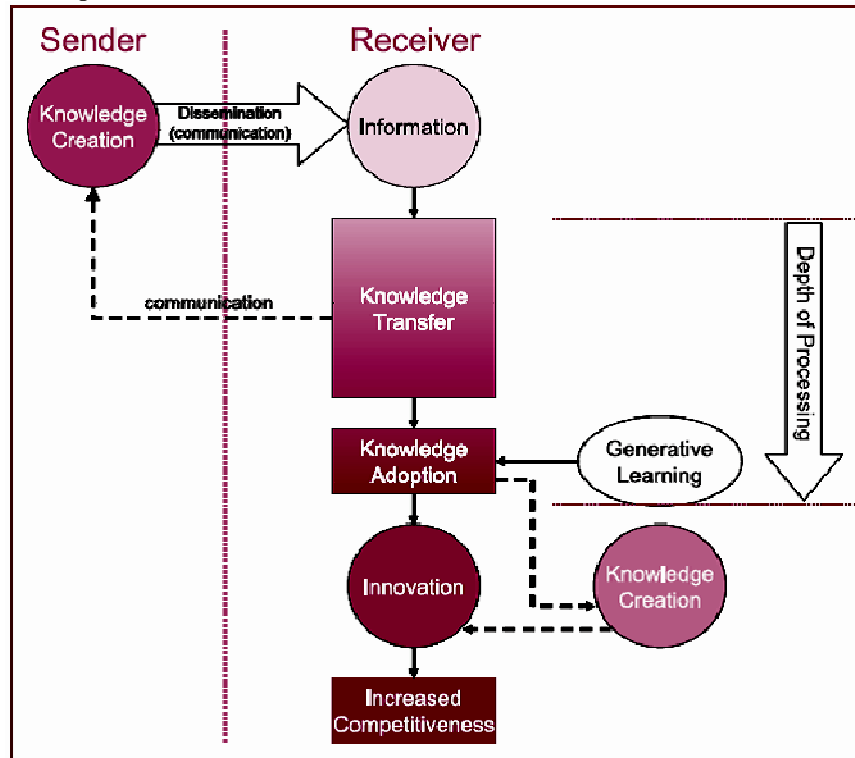 Sender
Receiver
Knowledge
Creation
Dissemination
(communication)
Information
Depth of Processing
communication
Knowledge
Transfer
Knowledge
Adoption
Generative
Learning
Innovation
Knowledge
Creation
Increased
Competitiveness